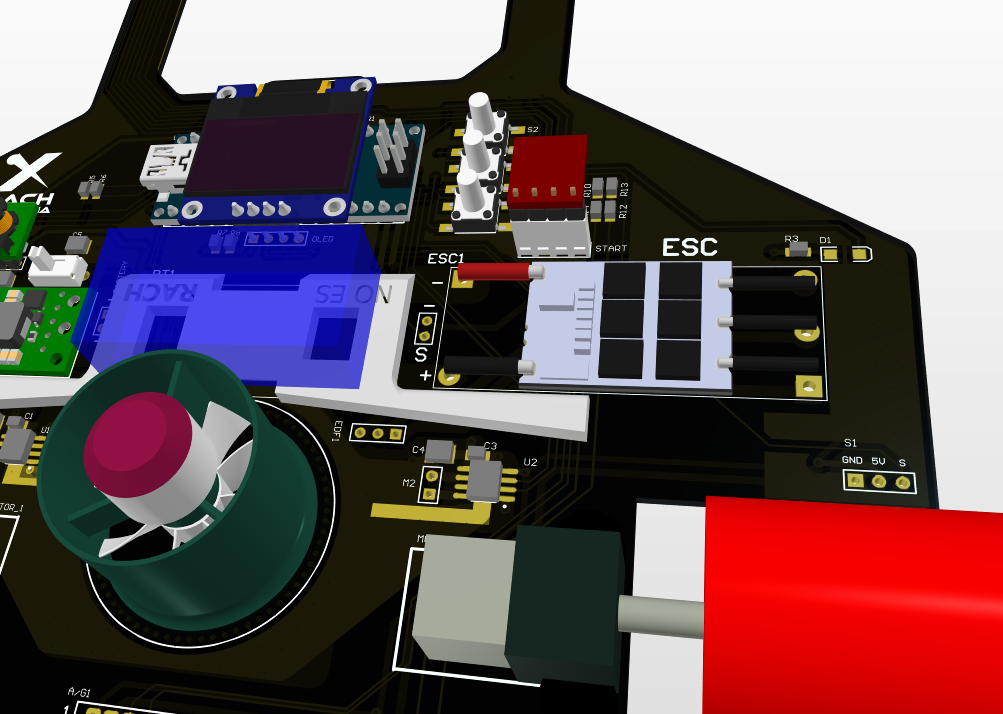 S2
R10
R13
R12
START
ESC
ESC1
R3
D1
−
−
S
+
OLED
RACH
NO ES
C5
C1
EDF1
C4
C3
U2
M2
S1
GND 5V S
A/G1
1